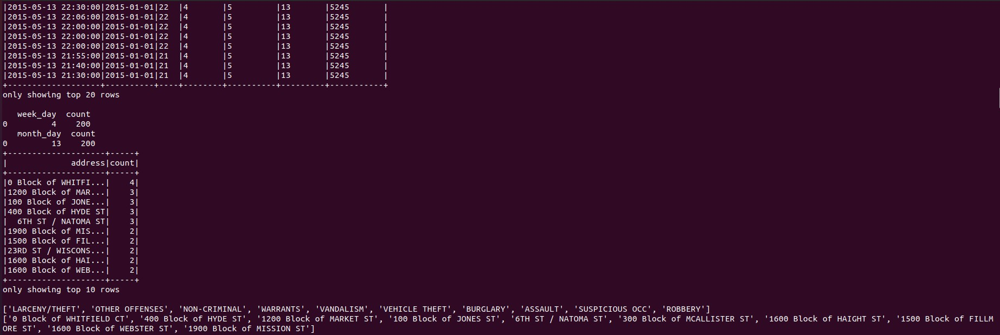 |2015-05-13 22:30:00|2015-01-01|22  |4       |5         |13       |5245       |
|2015-05-13 22:06:00|2015-01-01|22  |4       |5         |13       |5245       |
|2015-05-13 22:00:00|2015-01-01|22  |4       |5         |13       |5245       |
|2015-05-13 22:00:00|2015-01-01|22  |4       |5         |13       |5245       |
|2015-05-13 22:00:00|2015-01-01|22  |4       |5         |13       |5245       |
|2015-05-13 21:55:00|2015-01-01|21  |4       |5         |13       |5245       |
|2015-05-13 21:40:00|2015-01-01|21  |4       |5         |13       |5245       |
|2015-05-13 21:30:00|2015-01-01|21  |4       |5         |13       |5245       |
+-------------------+----------+----+--------+----------+---------+-----------+
only showing top 20 rows

   week_day  count
0         4    200
   month_day  count
0         13    200
+--------------------+-----+
|             address|count|
+--------------------+-----+
|0 Block of WHITFI...|    4|
|1200 Block of MAR...|    3|
|100 Block of JONE...|    3|
|400 Block of HYDE ST|    3|
|  6TH ST / NATOMA ST|    3|
|1900 Block of MIS...|    2|
|1500 Block of FIL...|    2|
|23RD ST / WISCONS...|    2|
|1600 Block of HAI...|    2|
|1600 Block of WEB...|    2|
+--------------------+-----+
only showing top 10 rows

['LARCENY/THEFT', 'OTHER OFFENSES', 'NON-CRIMINAL', 'WARRANTS', 'VANDALISM', 'VEHICLE THEFT', 'BURGLARY', 'ASSAULT', 'SUSPICIOUS OCC', 'ROBBERY']
['0 Block of WHITFIELD CT', '400 Block of HYDE ST', '1200 Block of MARKET ST', '100 Block of JONES ST', '6TH ST / NATOMA ST', '300 Block of MCALLISTER ST', '1600 Block of HAIGHT ST', '1500 Block of FILLM
ORE ST', '1600 Block of WEBSTER ST', '1900 Block of MISSION ST']